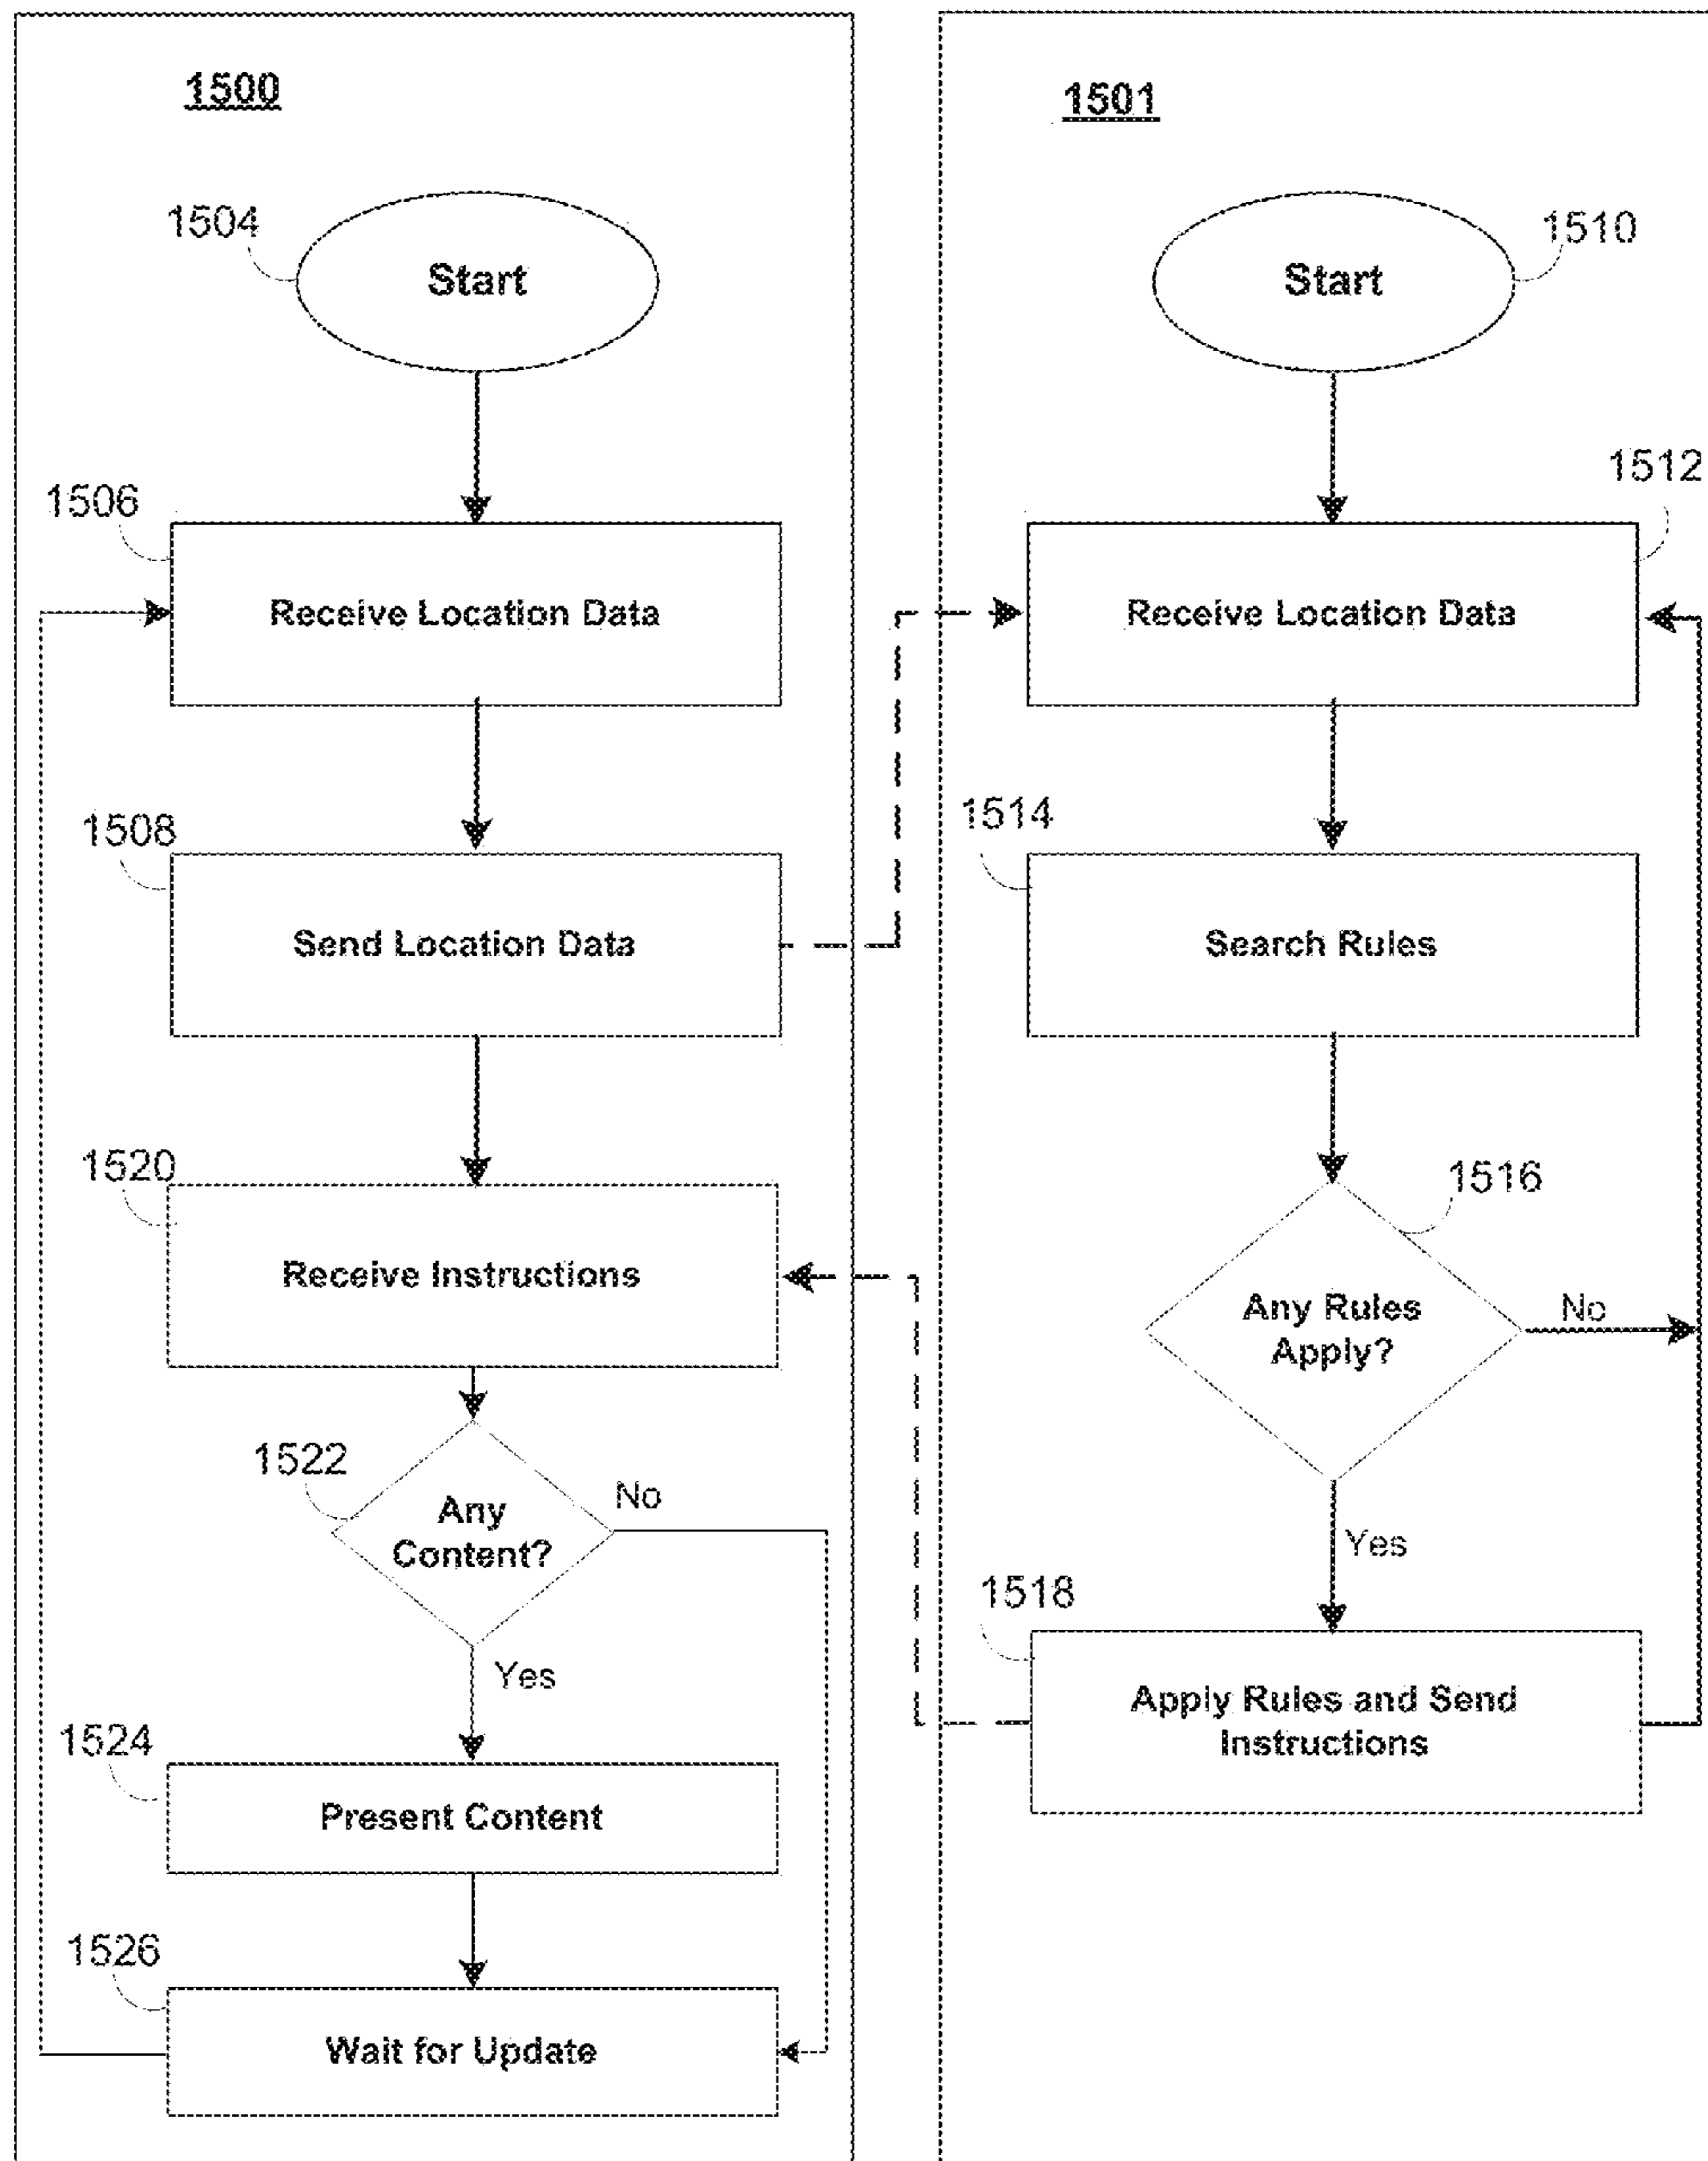 1500
1504
Start
1506
Receive Location Data
1508
Send Location Data
1520
Receive Instructions
1522
Any
Content?
No
Yes
1524
Present Content
1526
Wait for Update
1501
1510
Start
1512
Receive Location Data
1514
Search Rules
1516
Any Rules
Apply?
No
Yes
1518
Apply Rules and Send
Instructions